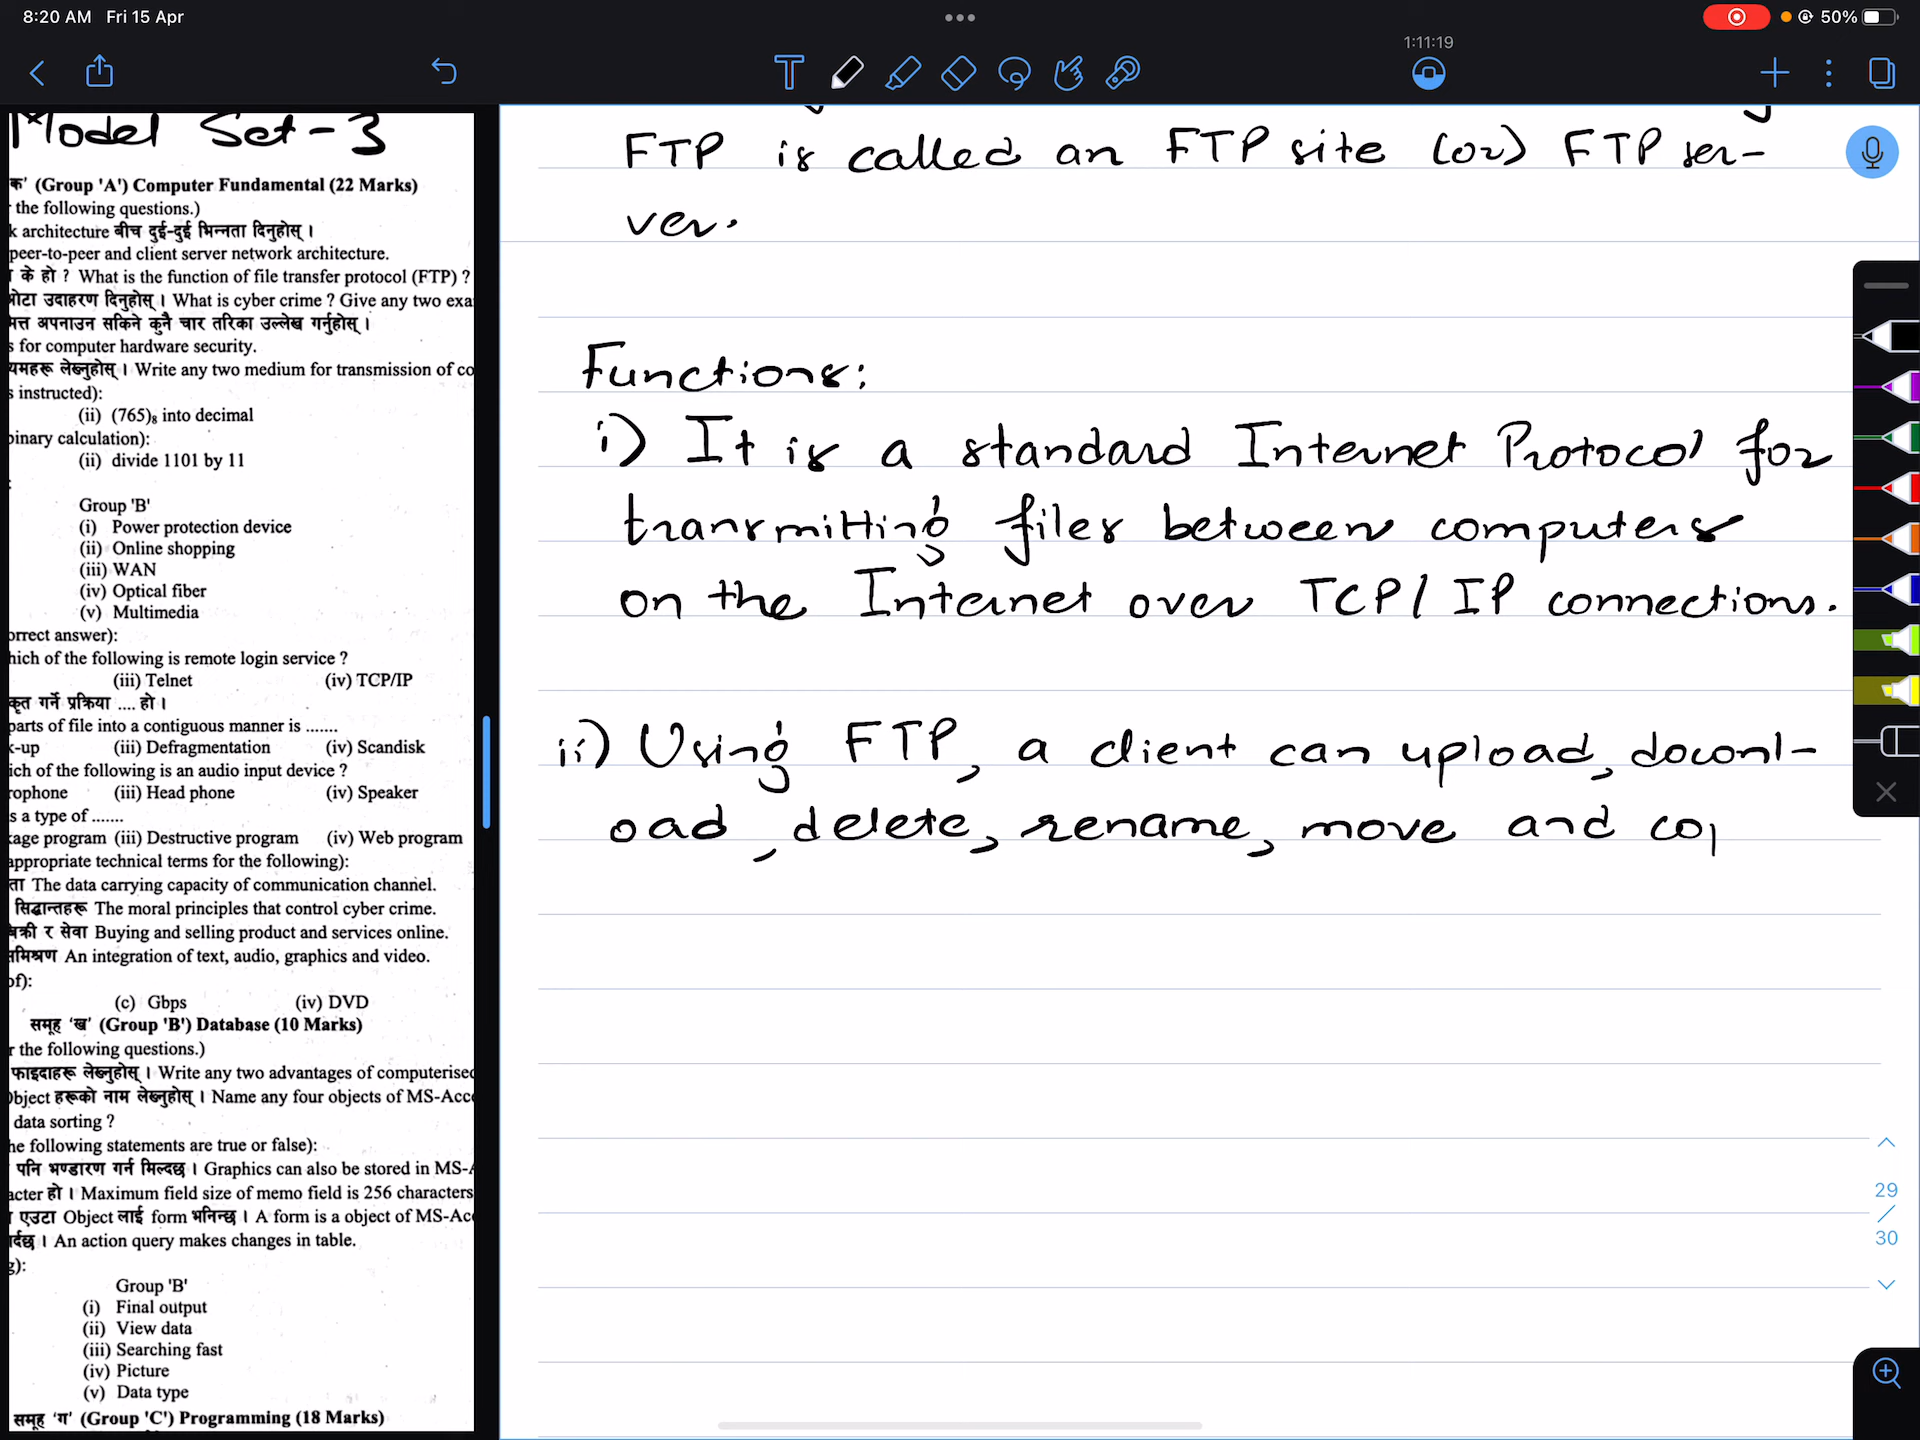 8:20 AM Fri 15 Apr
50%
1:11:19
Model Set-3
क' (Group 'A') Computer Fundamental (22 Marks)
the following questions.)
k architecture बीच दुई-दुई भिन्नता दिनुहोस् ।
peer-to-peer and client server network architecture.
के हो ? What is the function of file transfer protocol (FTP) ?
उदाहरण दिनुहोस् । What is cyber crime ? Give any two exa
अपनाउन सकिने कुनै चार तरिका उल्लेख गर्नुहोस् ।
s for computer hardware security.
यमहरू लेख्नुहोस् । Write any two medium for transmission of co
s instructed):
(ii) (765)₈ into decimal
binary calculation):
(ii) divide 1101 by 11
:
Group 'B'
(i) Power protection device
(ii) Online shopping
(iii) WAN
(iv) Optical fiber
(v) Multimedia
orrect answer):
hich of the following is remote login service ?
(iii) Telnet (iv) TCP/IP
कृत गर्ने प्रक्रिया .... हो ।
parts of file into a contiguous manner is .......
k-up (iii) Defragmentation (iv) Scandisk
ich of the following is an audio input device ?
rophone (iii) Head phone (iv) Speaker
s a type of .......
kage program (iii) Destructive program (iv) Web program
appropriate technical terms for the following):
ता The data carrying capacity of communication channel.
सिद्धान्तहरू The moral principles that control cyber crime.
बिक्री र सेवा Buying and selling product and services online.
मिश्रण An integration of text, audio, graphics and video.
of):
(c) Gbps (iv) DVD
समूह 'ख' (Group 'B') Database (10 Marks)
r the following questions.)
फाइदाहरू लेख्नुहोस् । Write any two advantages of computerised
Object हरूको नाम लेख्नुहोस् । Name any four objects of MS-Acc
data sorting ?
he following statements are true or false):
पनि भण्डारण गर्न मिल्दछ । Graphics can also be stored in MS-A
acter हो । Maximum field size of memo field is 256 characters
एउटा Object लाई form भनिन्छ । A form is a object of MS-Acc
र्दछ । An action query makes changes in table.
g):
Group 'B'
(i) Final output
(ii) View data
(iii) Searching fast
(iv) Picture
(v) Data type
समूह 'ग' (Group 'C') Programming (18 Marks)
FTP is called an FTP site (or) FTP ser-
ver.
Functions:
i) It is a standard Internet Protocol for
transmitting files between computers
on the Internet over TCP/IP connections.
ii) Using FTP, a client can upload, downl-
oad, delete, rename, move and co
29
/
30